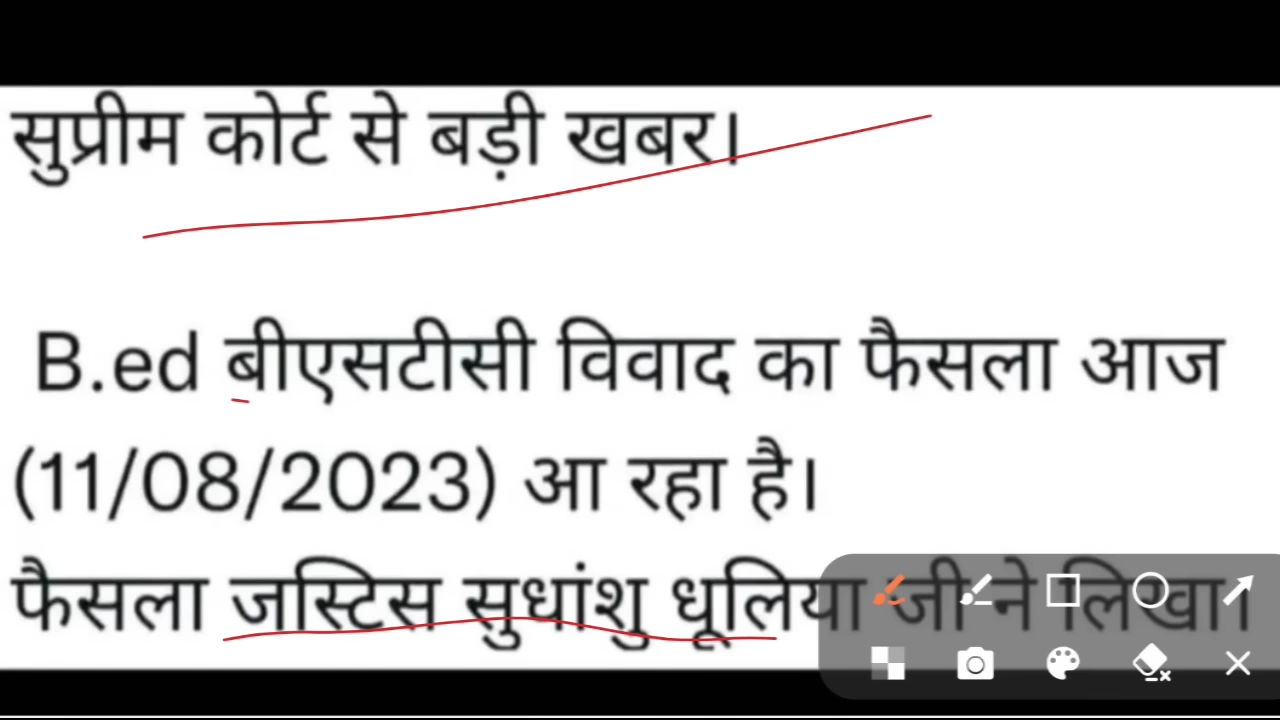 सुप्रीम कोर्ट से बड़ी खबर।
B.ed बीएसटीसी विवाद का फैसला आज
(11/08/2023) आ रहा है।
फैसला जस्टिस सुधांशु धूलिया जी ने लिखा।